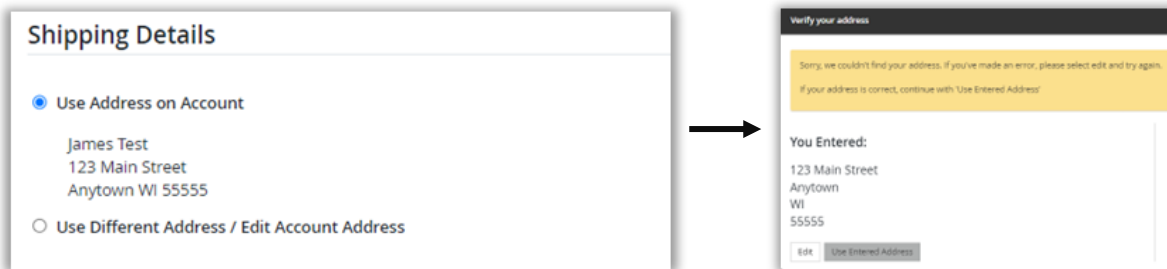 Shipping Details
Use Address on Account
James Test
123 Main Street
Anytown WI 55555
Use Different Address / Edit Account Address
Verify your address
Sorry, we couldn't find your address. If you've made an error, please select edit and try again.
If your address is correct, continue with 'Use Entered Address'
You Entered:
123 Main Street
Anytown
WI
55555
Edit Use Entered Address